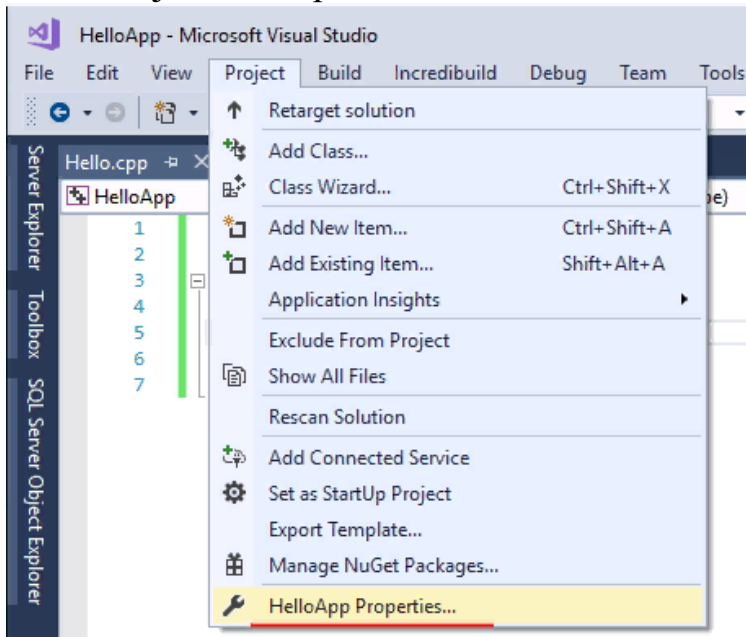 HelloApp - Microsoft Visual Studio
File Edit View Project Build Incredibuild Debug Team Tools
Retarget solution
Server Explorer
Toolbox
SQL Server Object Explorer
Hello.cpp
Add Class...
HelloApp
Class Wizard... Ctrl+Shift+X
1
Add New Item... Ctrl+Shift+A
2
Add Existing Item... Shift+Alt+A
3
Application Insights
4
5
Exclude From Project
6
Show All Files
7
Rescan Solution
Add Connected Service
Set as StartUp Project
Export Template...
Manage NuGet Packages...
HelloApp Properties...